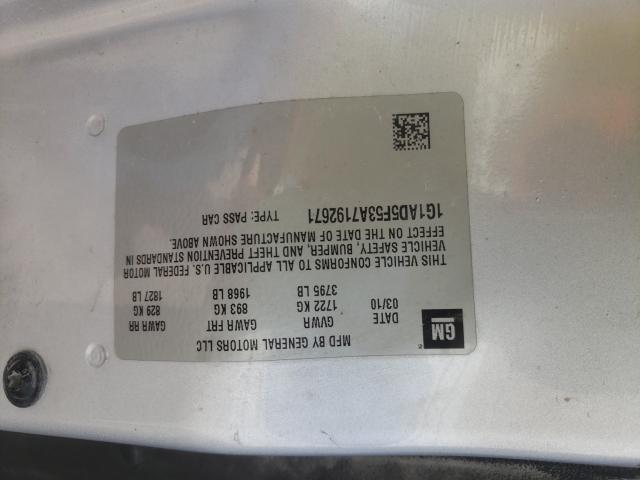 GM
MFD BY GENERAL MOTORS LLC
DATE GVWR GAWR FRT GAWR RR
03/10 1722 KG 893 KG 829 KG
3795 LB 1968 LB 1827 LB
THIS VEHICLE CONFORMS TO ALL APPLICABLE U.S. FEDERAL MOTOR
VEHICLE SAFETY, BUMPER, AND THEFT PREVENTION STANDARDS IN
EFFECT ON THE DATE OF MANUFACTURE SHOWN ABOVE.
1G1AD5F53A7192671 TYPE: PASS CAR